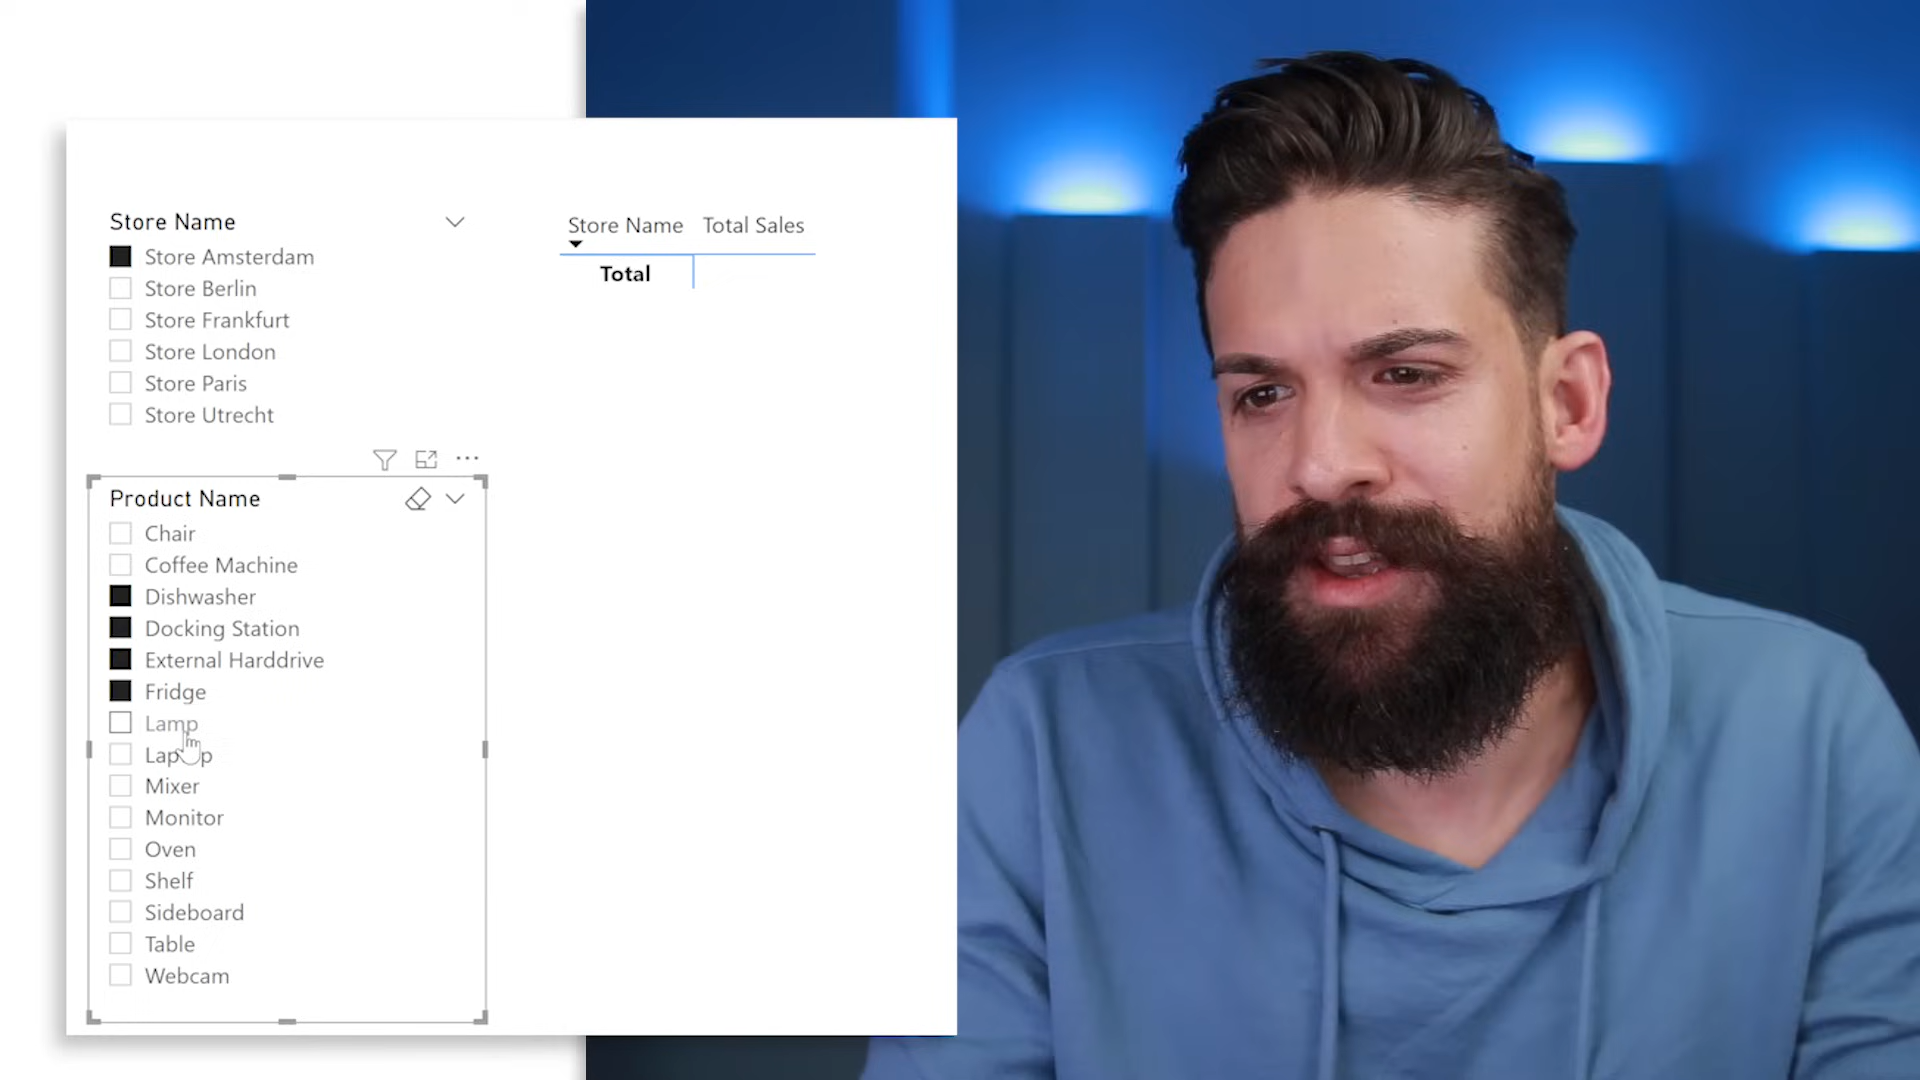 Store Name
Store Amsterdam
Store Berlin
Store Frankfurt
Store London
Store Paris
Store Utrecht
Product Name
Chair
Coffee Machine
Dishwasher
Docking Station
External Harddrive
Fridge
Lamp
Mixer
Monitor
Oven
Shelf
Sideboard
Table
Webcam
Store Name Total Sales
Total